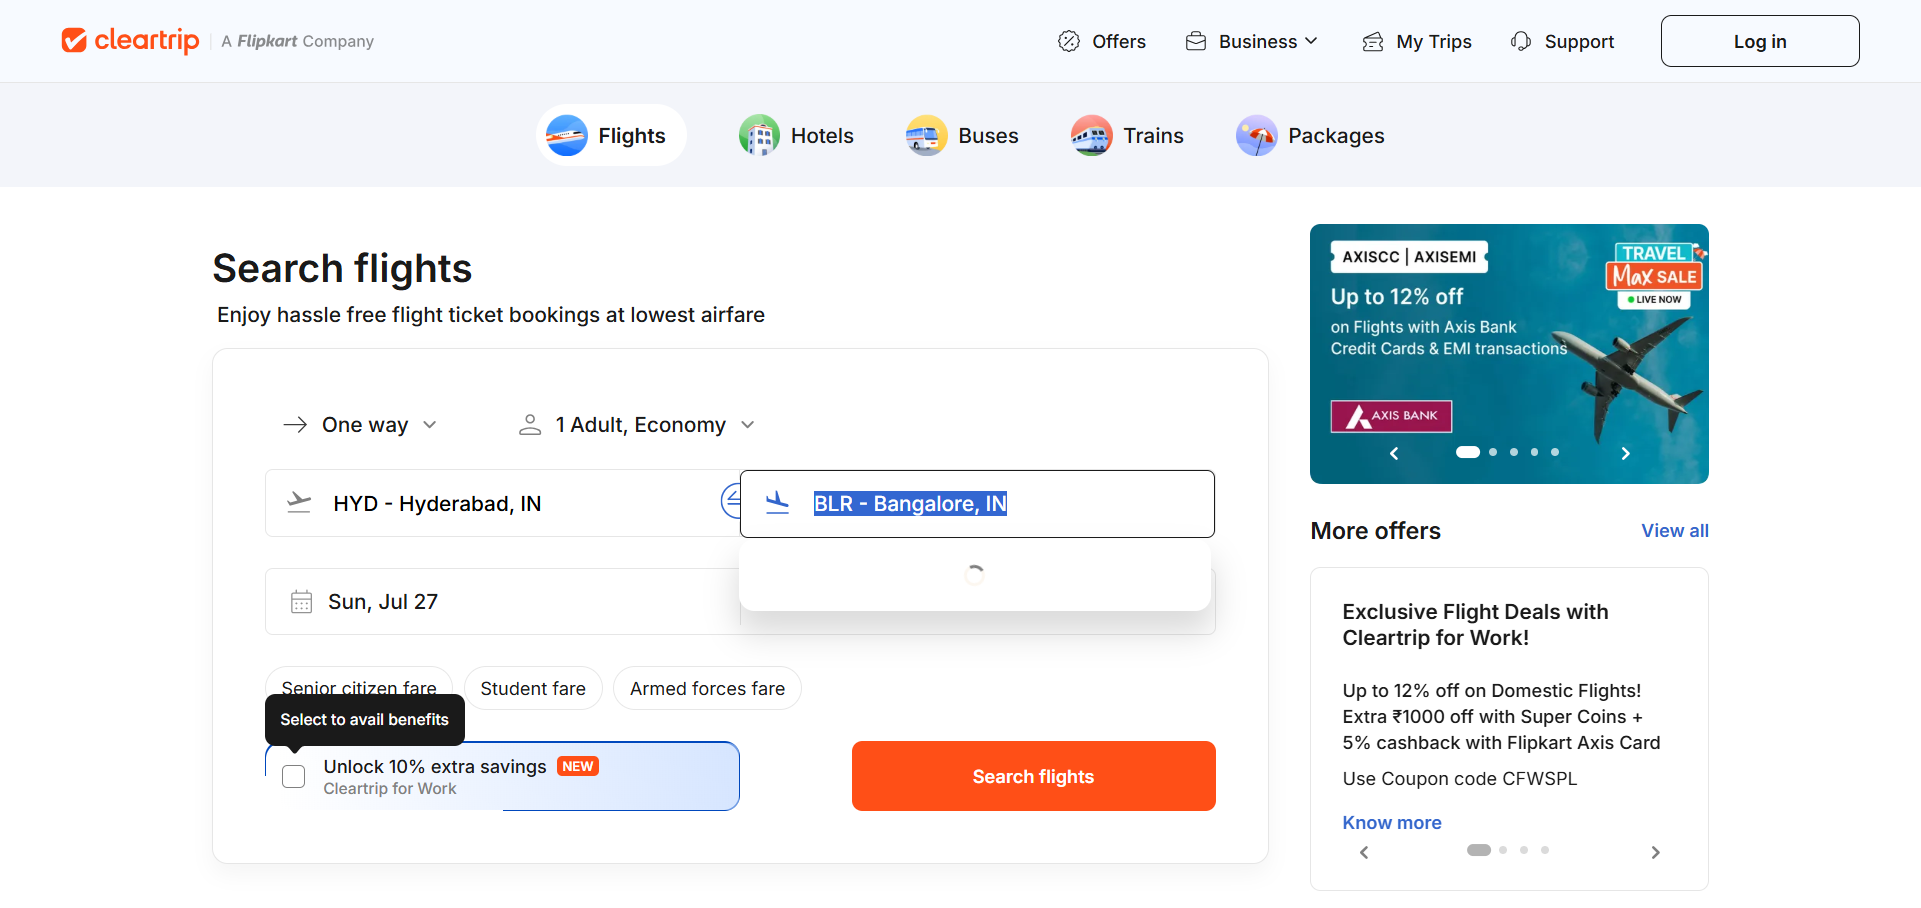 cleartrip
A Flipkart Company
Offers
Business
My Trips
Support
Log in
Flights
Hotels
Buses
Trains
Packages
Search flights
Enjoy hassle free flight ticket bookings at lowest airfare
One way
1 Adult, Economy
HYD - Hyderabad, IN
BLR - Bangalore, IN
Sun, Jul 27
Senior citizen fare
Student fare
Armed forces fare
Select to avail benefits
Unlock 10% extra savings NEW
Cleartrip for Work
Search flights
AXISCC | AXISEMI
TRAVEL
Max SALE
LIVE NOW
Up to 12% off
on Flights with Axis Bank
Credit Cards & EMI transactions
AXIS BANK
More offers
View all
Exclusive Flight Deals with
Cleartrip for Work!
Up to 12% off on Domestic Flights!
Extra ₹1000 off with Super Coins +
5% cashback with Flipkart Axis Card
Use Coupon code CFWSPL
Know more